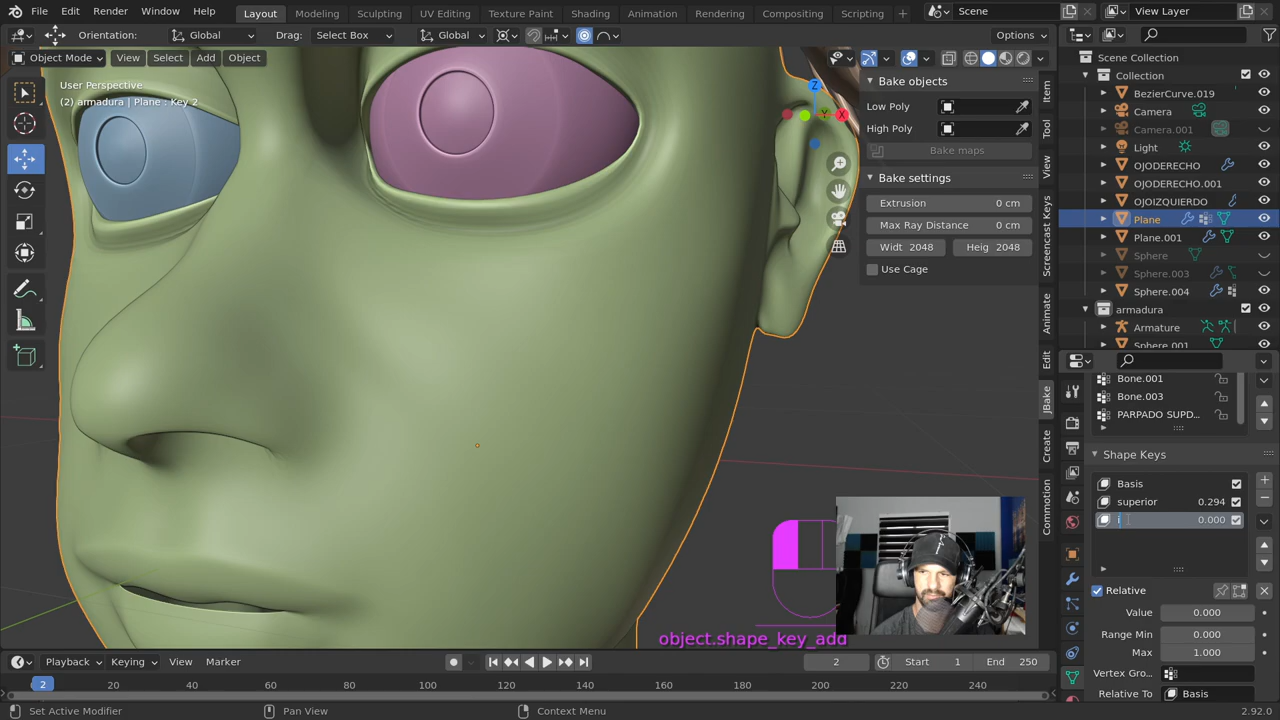 File Edit Render Window Help Layout Modeling Sculpting UV Editing Texture Paint Shading Animation Rendering Compositing Scripting Scene View Layer
Orientation: Global Drag: Select Box Global Options
Object Mode View Select Add Object
User Perspective
(2) armadura | Plane : Key 2
Z
X
Y
Bake objects
Low Poly
High Poly
Bake maps
Bake settings
Extrusion 0 cm
Max Ray Distance 0 cm
Widt 2048 Heig 2048
Use Cage
Item
Tool
View
Screencast Keys
Animate
Edit
JBake
Create
Commotion
Scene Collection
Collection
BezierCurve.019
Camera
Camera.001
Light
OJODERECHO
OJODERECHO.001
OJOIZQUIERDO
Plane
Plane.001
Sphere
Sphere.003
Sphere.004
armadura
Armature
Sphere.001
Bone.001
Bone.003
PARPADO SUPD...
Shape Keys
Basis
superior 0.294
i 0.000
Relative
Value 0.000
Range Min 0.000
Max 1.000
Vertex Gro...
Relative To Basis
object.shape_key_add
Playback Keying View Marker 2 Start 1 End 250
2 20 40 60 80 100 120 140 160 180 200 220 240
Set Active Modifier Pan View Context Menu 2.92.0